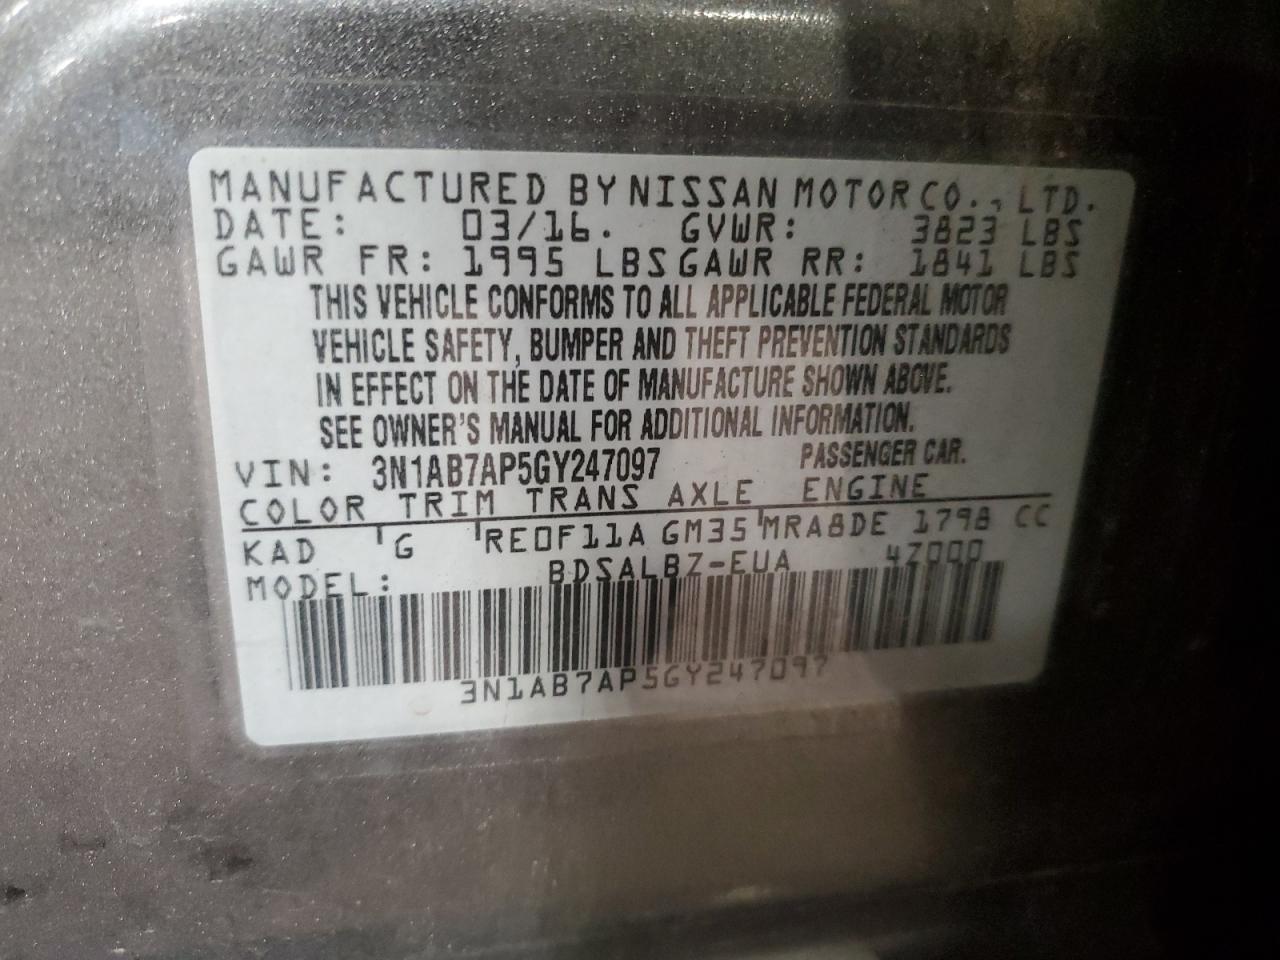 MANUFACTURED BY NISSAN MOTOR CO., LTD.
DATE: 03/16. GVWR: 3823 LBS
GAWR FR: 1995 LBS GAWR RR: 1841 LBS
THIS VEHICLE CONFORMS TO ALL APPLICABLE FEDERAL MOTOR
VEHICLE SAFETY, BUMPER AND THEFT PREVENTION STANDARDS
IN EFFECT ON THE DATE OF MANUFACTURE SHOWN ABOVE.
SEE OWNER'S MANUAL FOR ADDITIONAL INFORMATION.
VIN: 3N1AB7AP5GY247097 PASSENGER CAR.
COLOR TRIM TRANS AXLE ENGINE
KAD G RE0F11A GM35 MRA8DE 1798 CC
MODEL: BDSALBZ-EUA 4Z000
3N1AB7AP5GY247097